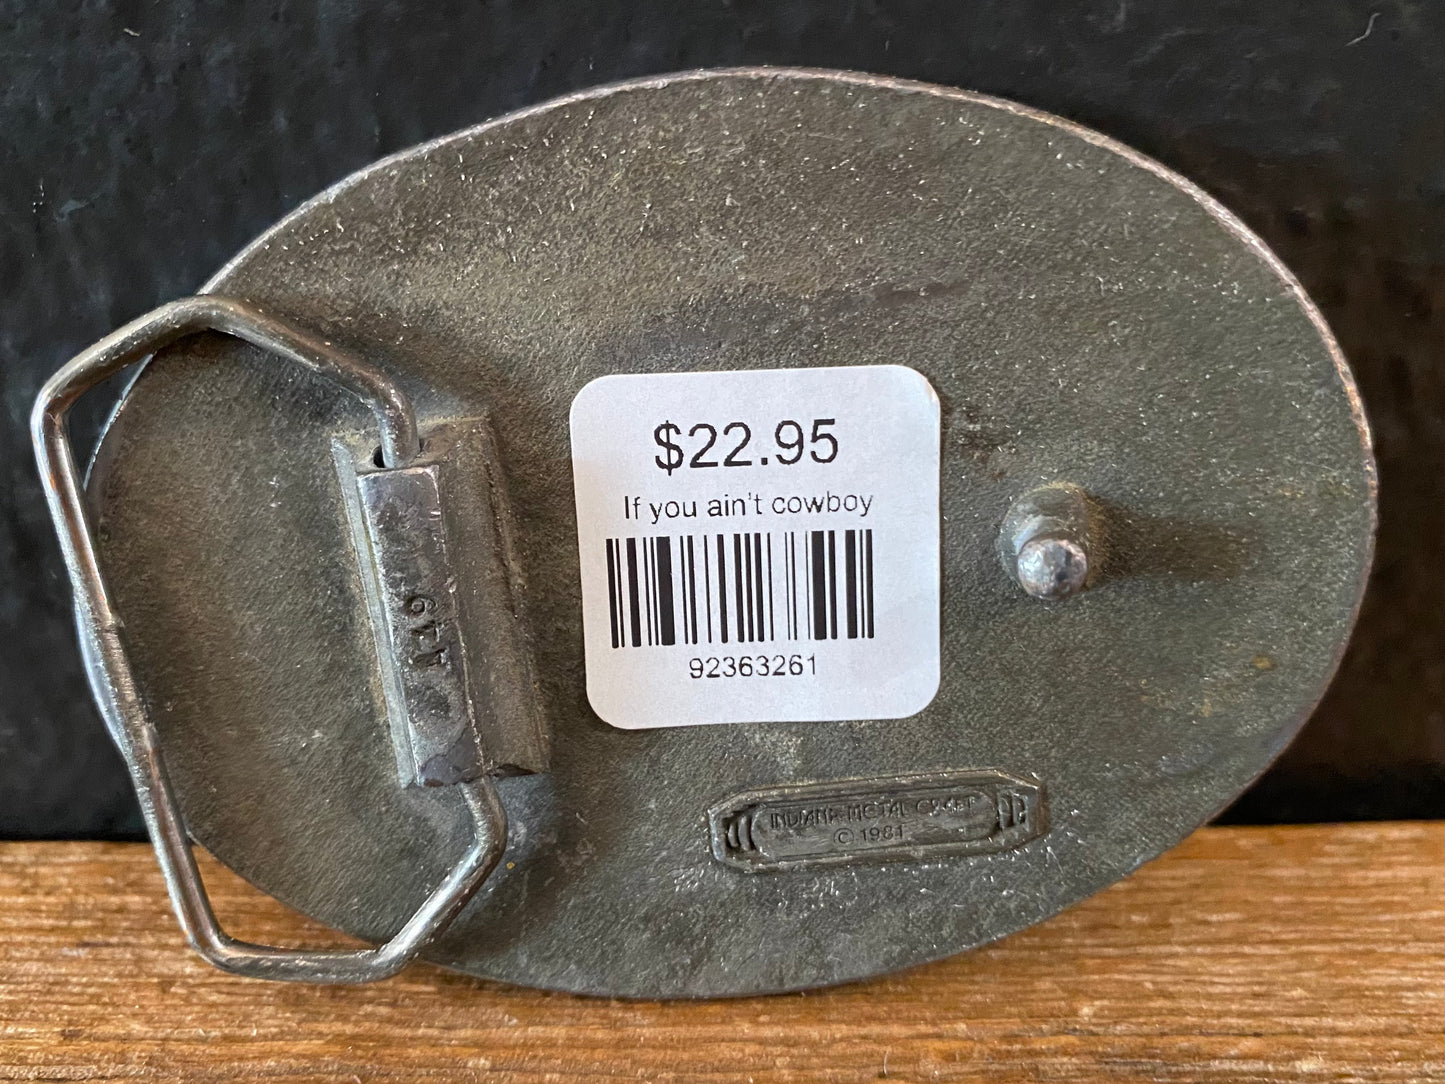 $22.95
If you ain't cowboy
92363261
INDIANA METAL CRAFT
© 1981